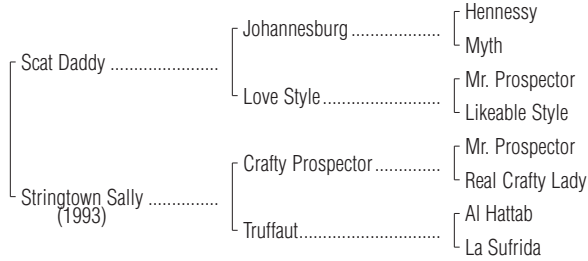 Hennessy
Johannesburg ....................
Myth
Scat Daddy ........................
Mr. Prospector
Love Style..........................
Likeable Style
Mr. Prospector
Crafty Prospector...............
Real Crafty Lady
Stringtown Sally ...............
(1993)
Al Hattab
Truffaut...............................
La Sufrida